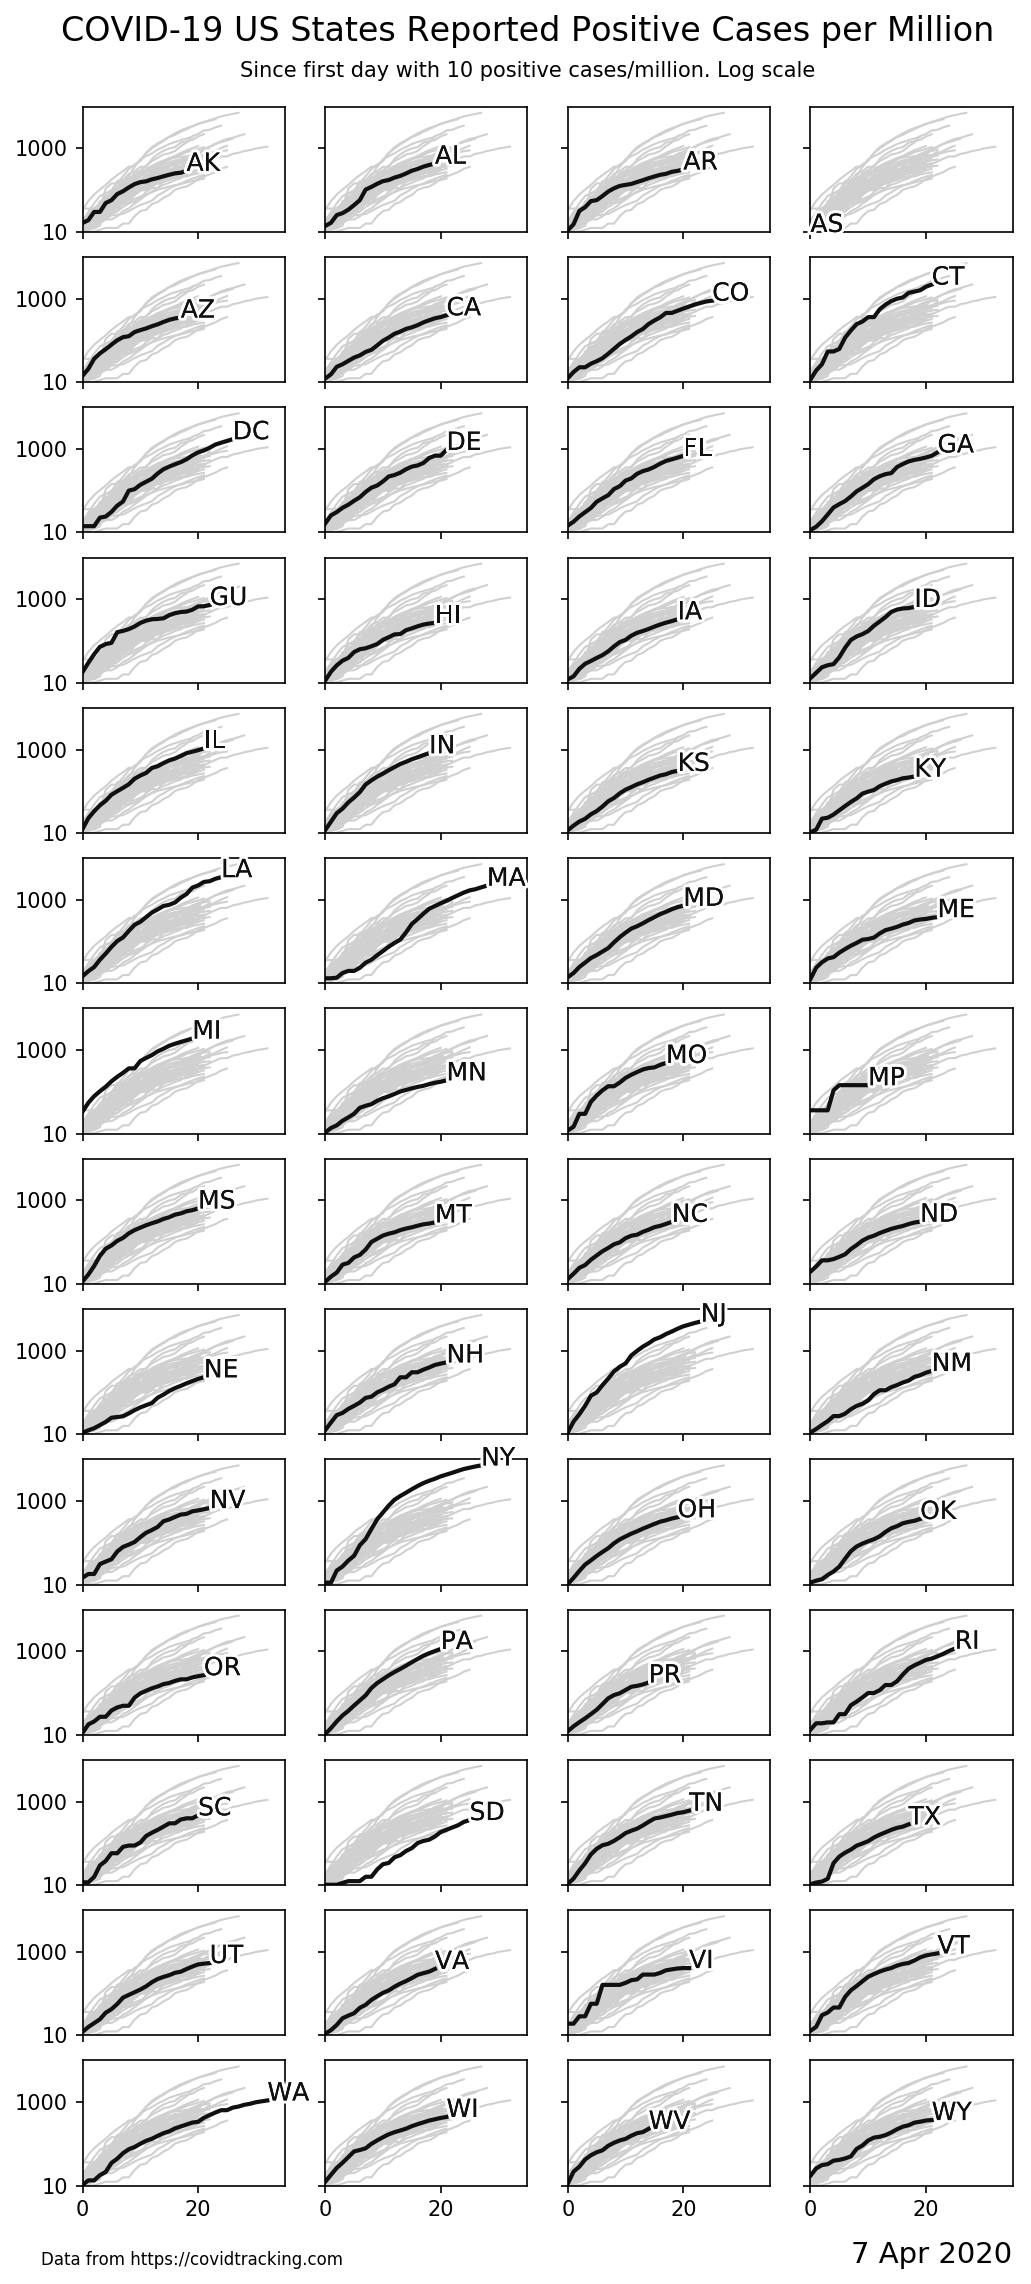 COVID-19 US States Reported Positive Cases per Million
Since first day with 10 positive cases/million. Log scale
1000
10
AK
AL
AR
AS
1000
10
AZ
CA
CO
CT
1000
10
DC
DE
FL
GA
1000
10
GU
HI
IA
ID
1000
10
IL
IN
KS
KY
1000
10
LA
MA
MD
ME
1000
10
MI
MN
MO
MP
1000
10
MS
MT
NC
ND
1000
10
NE
NH
NJ
NM
1000
10
NV
NY
OH
OK
1000
10
OR
PA
PR
RI
1000
10
SC
SD
TN
TX
1000
10
UT
VA
VI
VT
1000
10
WA
WI
WV
WY
0 20 0 20 0 20 0 20
Data from https://covidtracking.com
7 Apr 2020